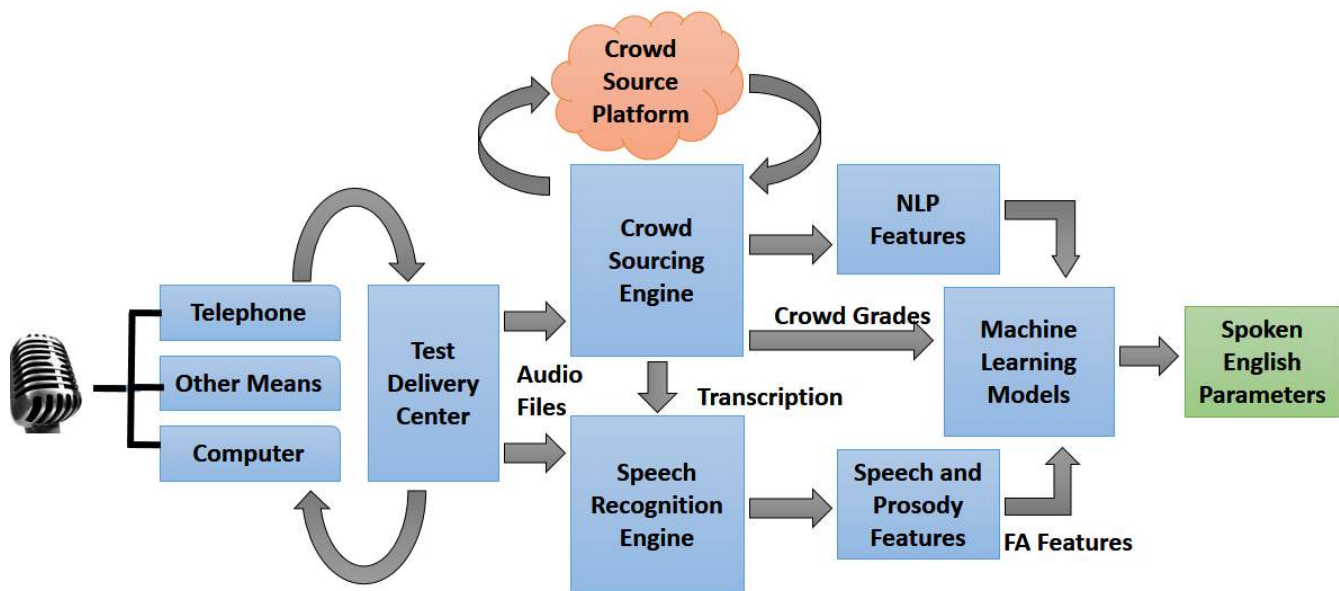 Crowd
Source
Platform
Telephone
Other Means
Computer
Test
Delivery
Center
Audio
Files
Crowd
Sourcing
Engine
Transcription
Speech
Recognition
Engine
NLP
Features
Crowd Grades
Speech and
Prosody
Features
FA Features
Machine
Learning
Models
Spoken
English
Parameters